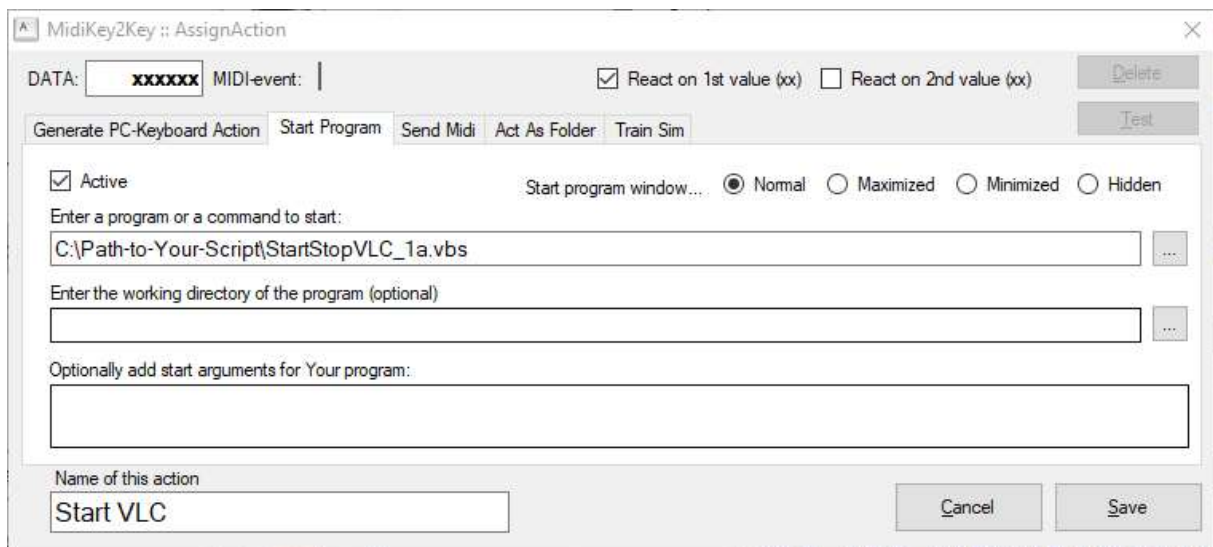 A
MidiKey2Key :: AssignAction
DATA: xxxxxx MIDI-event: React on 1st value (xx) React on 2nd value (xx) Delete
Generate PC-Keyboard Action Start Program Send Midi Act As Folder Train Sim Test
Active Start program window... Normal Maximized Minimized Hidden
Enter a program or a command to start:
C:\Path-to-Your-Script\StartStopVLC_1a.vbs ...
Enter the working directory of the program (optional)
...
Optionally add start arguments for Your program:
Name of this action
Start VLC Cancel Save